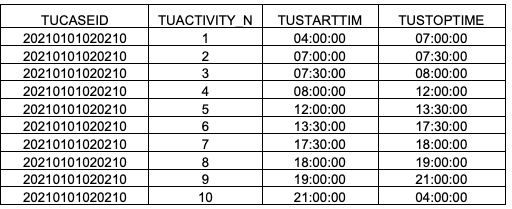 TUCASEID TUACTIVITY_N TUSTARTTIM TUSTOPTIME
20210101020210 1 04:00:00 07:00:00
20210101020210 2 07:00:00 07:30:00
20210101020210 3 07:30:00 08:00:00
20210101020210 4 08:00:00 12:00:00
20210101020210 5 12:00:00 13:30:00
20210101020210 6 13:30:00 17:30:00
20210101020210 7 17:30:00 18:00:00
20210101020210 8 18:00:00 19:00:00
20210101020210 9 19:00:00 21:00:00
20210101020210 10 21:00:00 04:00:00